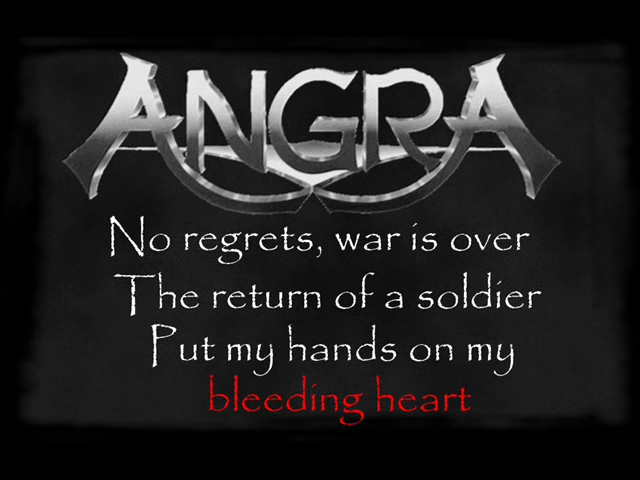 ANGRA
No regrets, war is over
The return of a soldier
Put my hands on my
bleeding heart